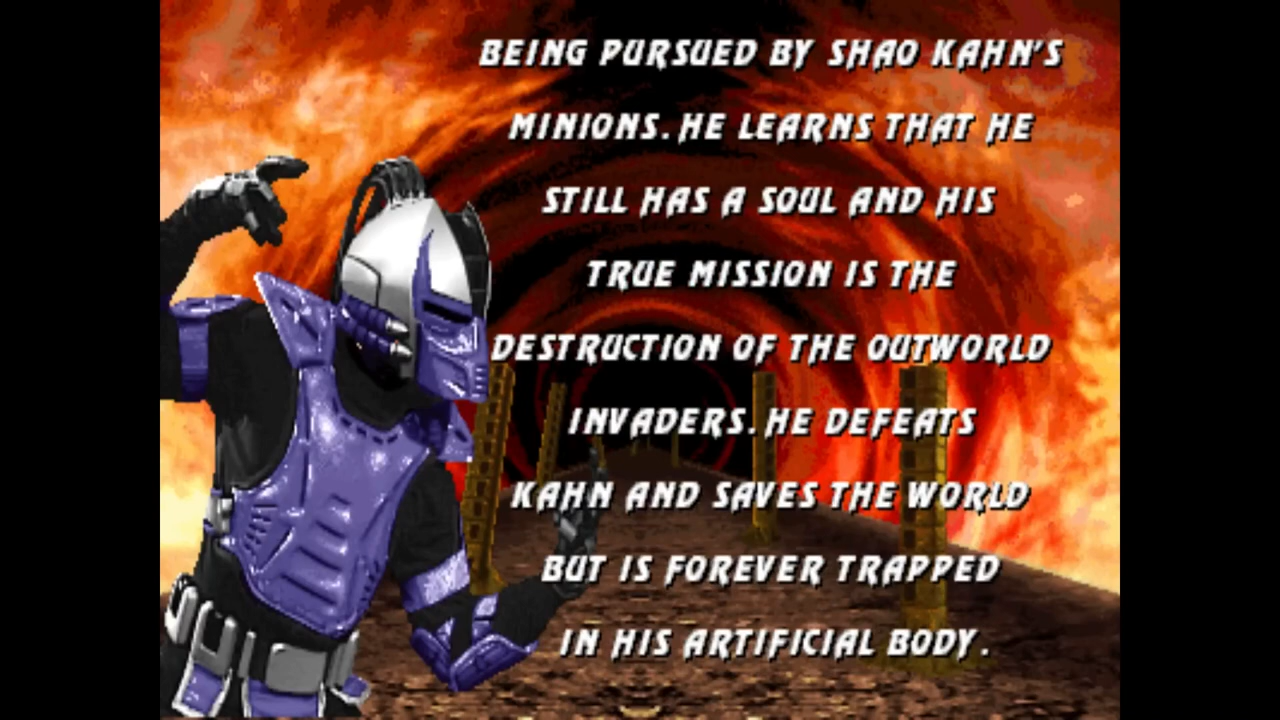 BEING PURSUED BY SHAO KAHN'S
MINIONS. HE LEARNS THAT HE
STILL HAS A SOUL AND HIS
TRUE MISSION IS THE
DESTRUCTION OF THE OUTWORLD
INVADERS. HE DEFEATS
KAHN AND SAVES THE WORLD
BUT IS FOREVER TRAPPED
IN HIS ARTIFICIAL BODY.